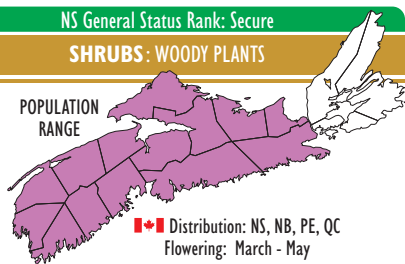 NS General Status Rank: Secure
SHRUBS: WOODY PLANTS
POPULATION
RANGE
Distribution: NS, NB, PE, QC
Flowering: March - May